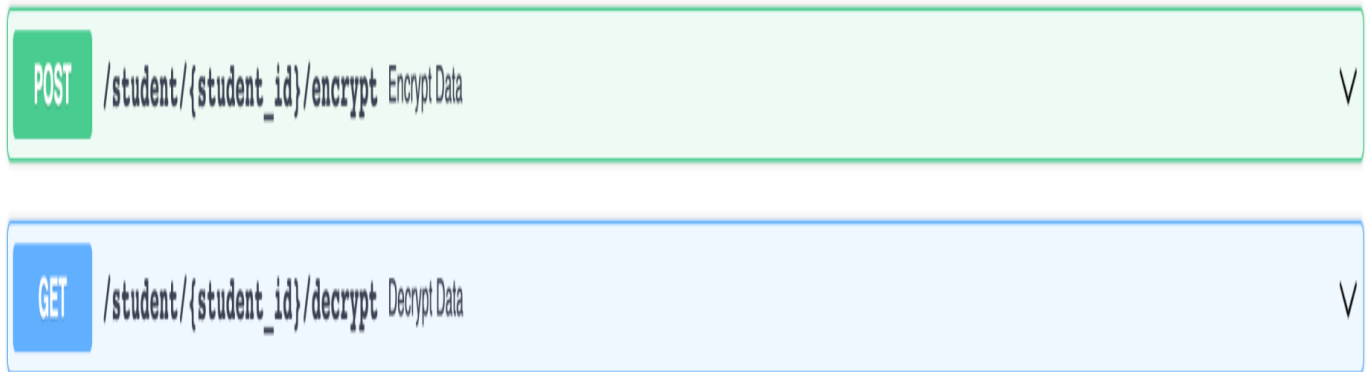 POST /student/{student_id}/encrypt Encrypt Data
GET /student/{student_id}/decrypt Decrypt Data